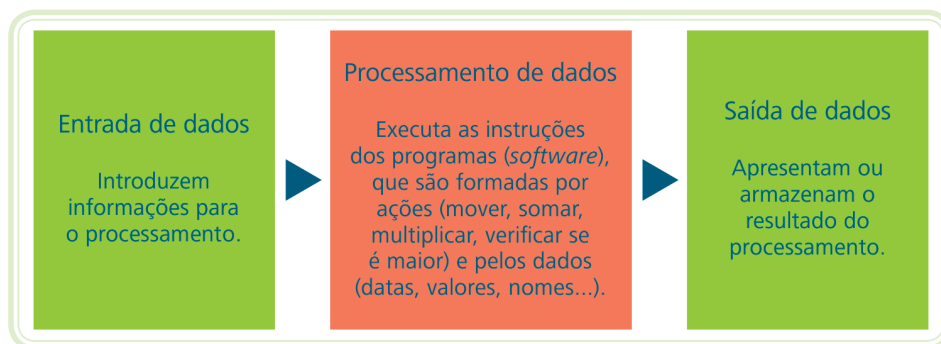 Entrada de dados
Introduzem
informações para
o processamento.
Processamento de dados
Executa as instruções
dos programas (software),
que são formadas por
ações (mover, somar,
multiplicar, verificar se
é maior) e pelos dados
(datas, valores, nomes...).
Saída de dados
Apresentam ou
armazenam o
resultado do
processamento.